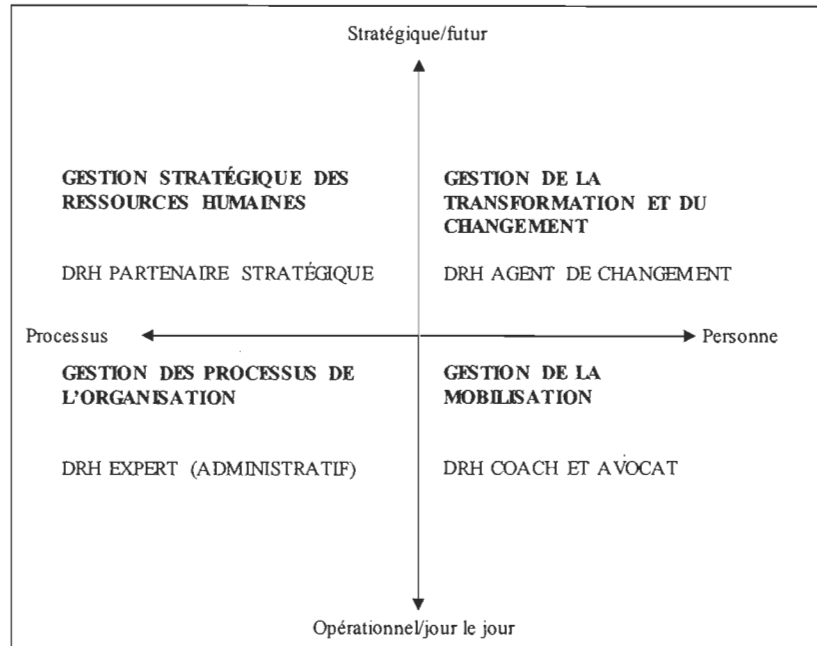 Stratégique/futur
GESTION STRATÉGIQUE DES
RESSOURCES HUMAINES
DRH PARTENAIRE STRATÉGIQUE
GESTION DE LA
TRANSFORMATION ET DU
CHANGEMENT
DRH AGENT DE CHANGEMENT
Processus
Personne
GESTION DES PROCESSUS DE
L'ORGANISATION
DRH EXPERT (ADMINISTRATIF)
GESTION DE LA
MOBILISATION
DRH COACH ET AVOCAT
Opérationnel/jour le jour